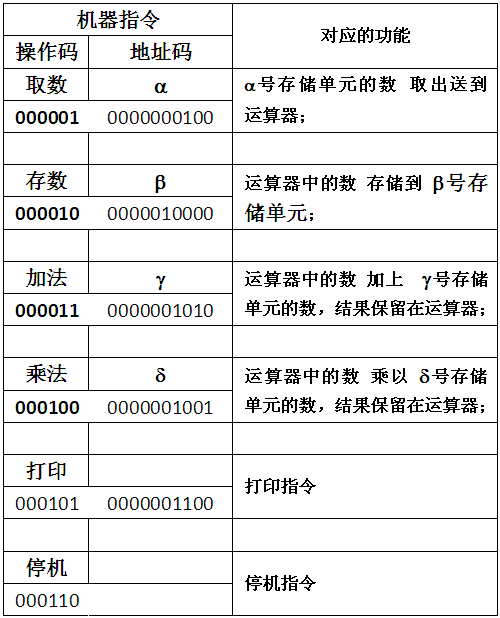 机器指令 对应的功能
操作码 地址码
取数 α α号存储单元的数 取出送到
000001 0000000100 运算器；
存数 β 运算器中的数 存储到 β号存
000010 0000010000 储单元；
加法 γ 运算器中的数 加上 γ号存储
000011 0000001010 单元的数，结果保留在运算器；
乘法 δ 运算器中的数 乘以 δ号存储
000100 0000001001 单元的数，结果保留在运算器；
打印 打印指令
000101 0000001100
停机 停机指令
000110